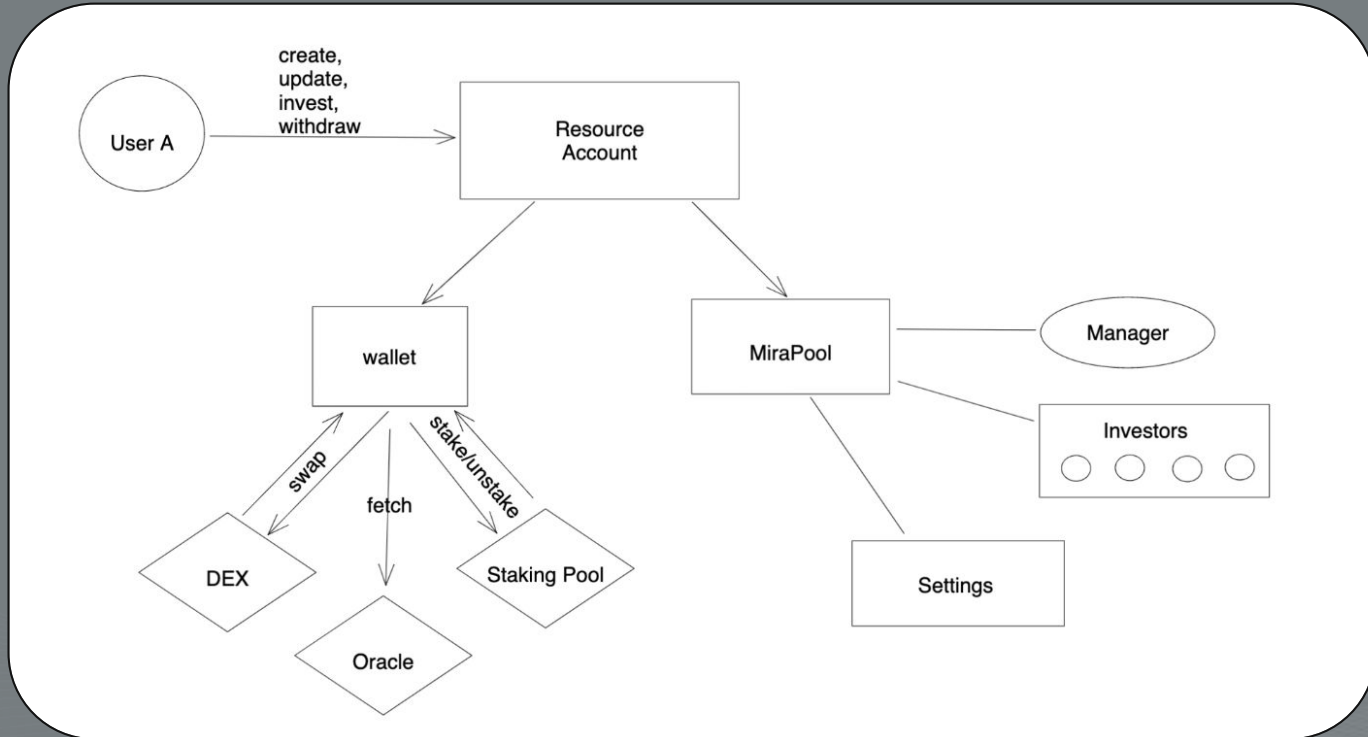 create,
update,
invest,
withdraw
User A
Resource
Account
wallet
MiraPool
Manager
Investors
swap
fetch
stake/unstake
DEX
Oracle
Staking Pool
Settings